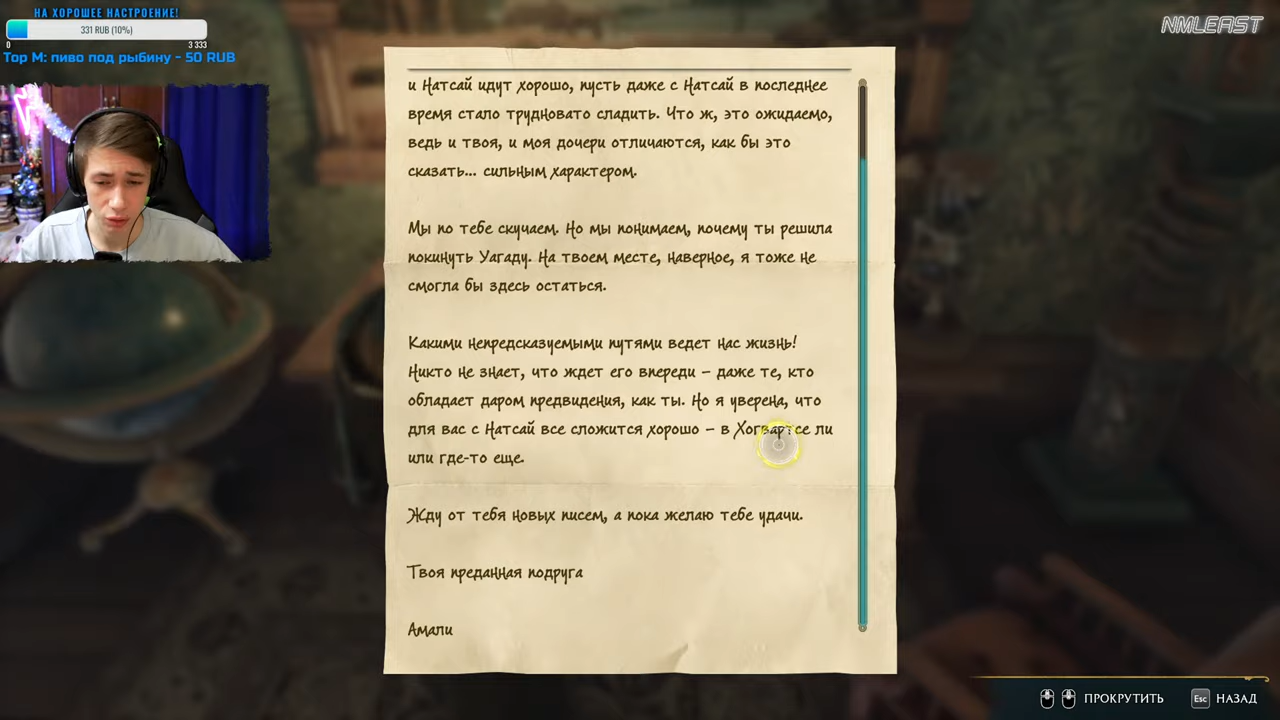 НА ХОРОШЕЕ НАСТРОЕНИЕ!
331 RUB (10%)
0 3 333
Top M: пиво под рыбину - 50 RUB
NMLEAST
и Натсай идут хорошо, пусть даже с Натсай в последнее
время стало трудновато сладить. Что ж, это ожидаемо,
ведь и твоя, и моя дочери отличаются, как бы это
сказать... сильным характером.
Мы по тебе скучаем. Но мы понимаем, почему ты решила
покинуть Уагаду. На твоем месте, наверное, я тоже не
смогла бы здесь остаться.
Какими непредсказуемыми путями ведет нас жизнь!
Никто не знает, что ждет его впереди – даже те, кто
обладает даром предвидения, как ты. Но я уверена, что
для вас с Натсай все сложится хорошо – в Хогвартсе ли
или где-то еще.
Жду от тебя новых писем, а пока желаю тебе удачи.
Твоя преданная подруга
Амали
ПРОКРУТИТЬ
Esc НАЗАД